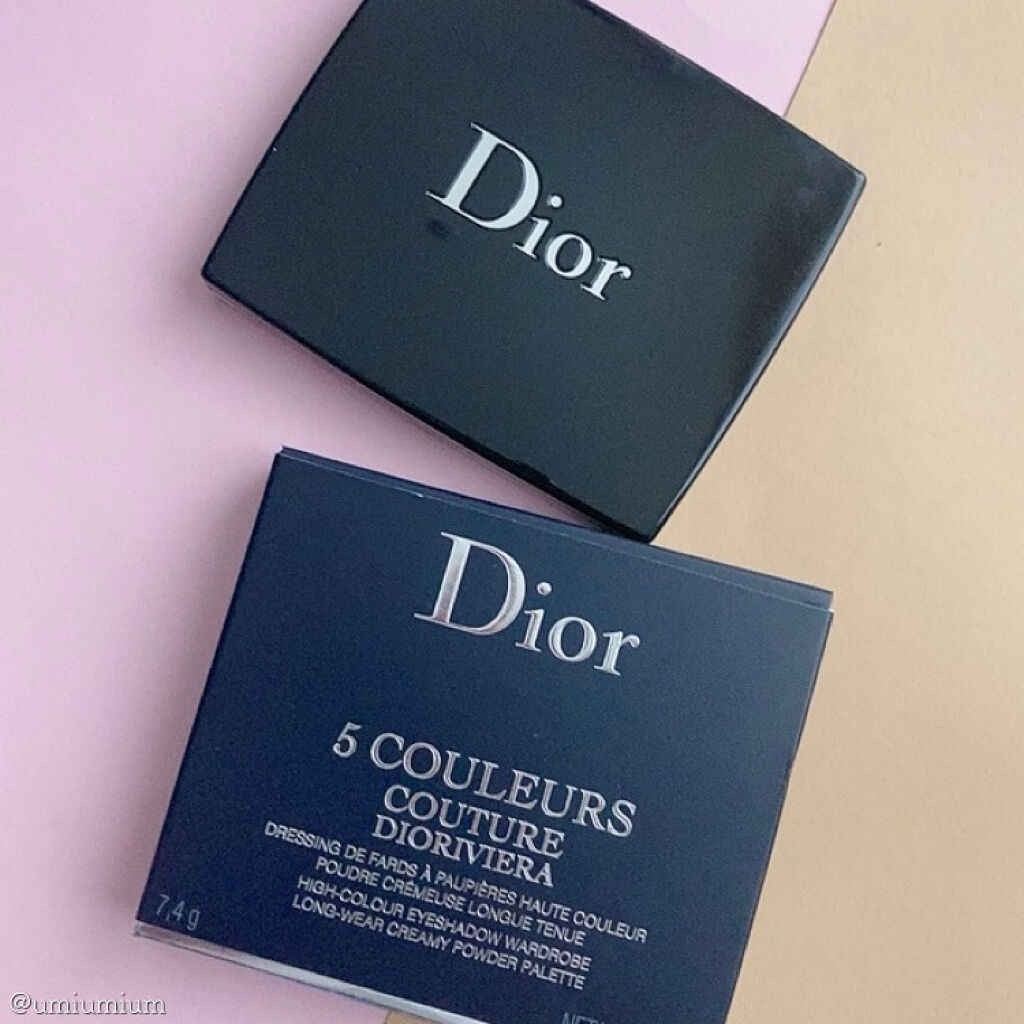 Dior
Dior
5 COULEURS
COUTURE
DIORIVIERA
DRESSING DE FARDS À PAUPIÈRES HAUTE COULEUR
POUDRE CRÉMEUSE LONGUE TENUE
HIGH-COLOUR EYESHADOW WARDROBE
LONG-WEAR CREAMY POWDER PALETTE
7,4 g
@umiumium